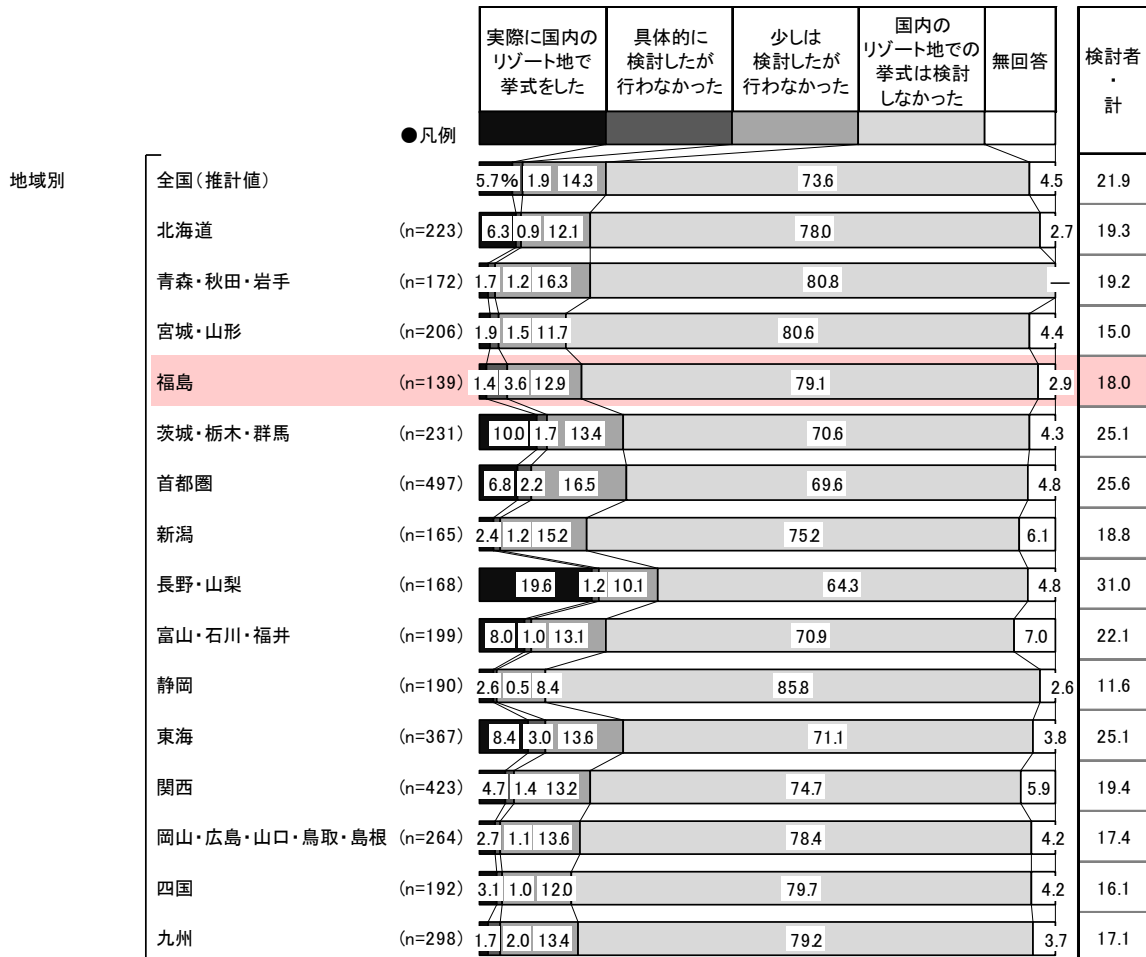 実際に国内の
リゾート地で
挙式をした
具体的に
検討したが
行わなかった
少しは
検討したが
行わなかった
国内の
リゾート地での
挙式は検討
しなかった
無回答
検討者
・
計
●凡例
地域別
全国(推計値) 5.7% 1.9 14.3 73.6 4.5 21.9
北海道 (n=223) 6.3 0.9 12.1 78.0 2.7 19.3
青森・秋田・岩手 (n=172) 1.7 1.2 16.3 80.8 — 19.2
宮城・山形 (n=206) 1.9 1.5 11.7 80.6 4.4 15.0
福島 (n=139) 1.4 3.6 12.9 79.1 2.9 18.0
茨城・栃木・群馬 (n=231) 10.0 1.7 13.4 70.6 4.3 25.1
首都圏 (n=497) 6.8 2.2 16.5 69.6 4.8 25.6
新潟 (n=165) 2.4 1.2 15.2 75.2 6.1 18.8
長野・山梨 (n=168) 19.6 1.2 10.1 64.3 4.8 31.0
富山・石川・福井 (n=199) 8.0 1.0 13.1 70.9 7.0 22.1
静岡 (n=190) 2.6 0.5 8.4 85.8 2.6 11.6
東海 (n=367) 8.4 3.0 13.6 71.1 3.8 25.1
関西 (n=423) 4.7 1.4 13.2 74.7 5.9 19.4
岡山・広島・山口・鳥取・島根 (n=264) 2.7 1.1 13.6 78.4 4.2 17.4
四国 (n=192) 3.1 1.0 12.0 79.7 4.2 16.1
九州 (n=298) 1.7 2.0 13.4 79.2 3.7 17.1